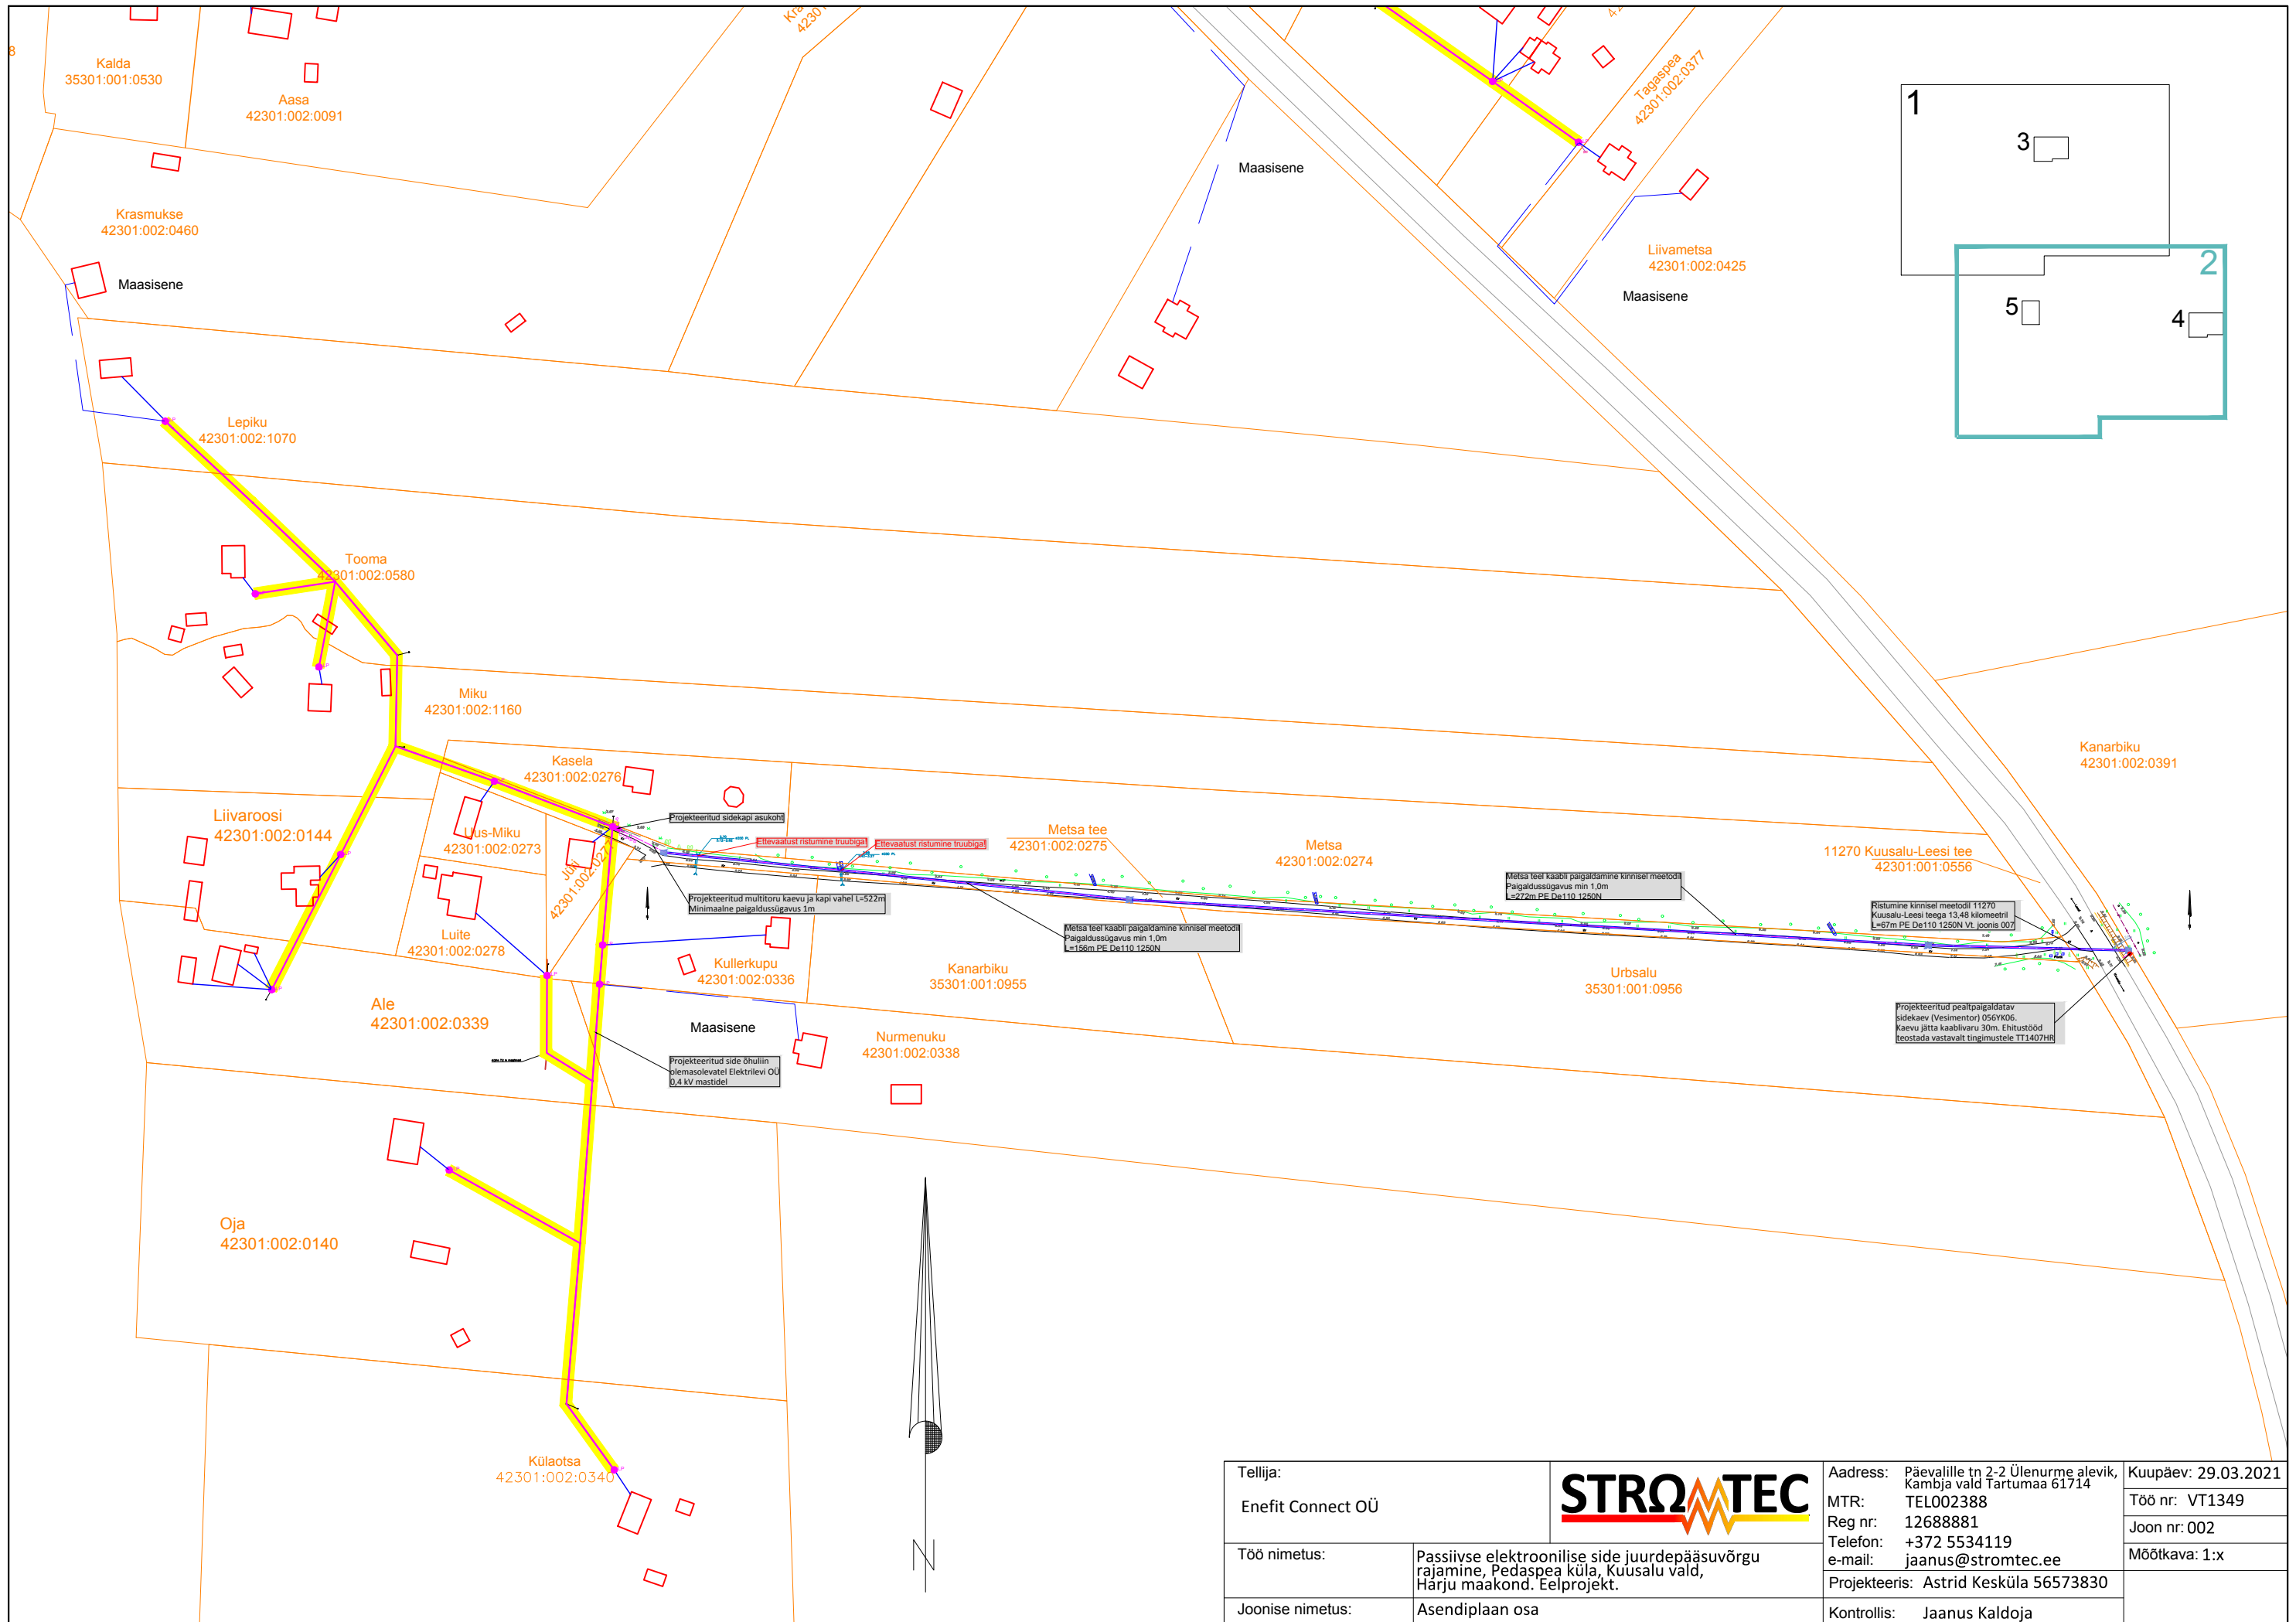 Kalda
35301:001:0530
Aasa
42301:002:0091
Krasmukse
42301:002:0460
Maasisene
Maasisene
Tagaspea
42301:002:0377
Liivametsa
42301:002:0425
Maasisene
1
3
2
5
4
Lepiku
42301:002:1070
Tooma
42301:002:0580
Miku
42301:002:1160
Kasela
42301:002:0276
Liivaroosi
42301:002:0144
Uus-Miku
42301:002:0273
Jüri
Luite
42301:002:0278
Ale
42301:002:0339
Kullerkupu
42301:002:0336
Kanarbiku
35301:001:0955
Maasisene
Nurmenuku
42301:002:0338
Metsa tee
42301:002:0275
Metsa
42301:002:0274
11270 Kuusalu-Leesi tee
42301:001:0556
Kanarbiku
42301:002:0391
Urbsalu
35301:001:0956
Oja
42301:002:0140
Külaotsa
42301:002:0340
Projekteeritud sidekapi asukoht
Ettevaatust ristumine truubiga!
Ettevaatust ristumine truubiga!
Projekteeritud multitoru kaevu ja kapi vahel L=522m
Minimaalne paigaldussügavus 1m
Metsa teel kaabli paigaldamine kinnisel meetodil
Paigaldussügavus min 1,0m
L=156m PE De110 1250N
Metsa teel kaabli paigaldamine kinnisel meetodil
Paigaldussügavus min 1,0m
L=272m PE De110 1250N
Ristumine kinnisel meetodil 11270
Kuusalu-Leesi teega 13,48 kilomeetril
L=67m PE De110 1250N Vt. joonis 007
Projekteeritud pealtpaigaldatav
sidekaev (Vesimentor) 056YK06.
Kaevu jätta kaablivaru 30m. Ehitustööd
teostada vastavalt tingimustele TT1407HR
Projekteeritud side õhuliin
olemasolevatel Elektrilevi OÜ
0,4 kV mastidel
N
Tellija:
Enefit Connect OÜ
STROMTEC
Töö nimetus:
Passiivse elektroonilise side juurdepääsuvõrgu
rajamine, Pedaspea küla, Kuusalu vald,
Harju maakond. Eelprojekt.
Joonise nimetus:
Asendiplaan osa
Aadress: Päevalille tn 2-2 Ülenurme alevik,
Kambja vald Tartumaa 61714
MTR: TEL002388
Reg nr: 12688881
Telefon: +372 5534119
e-mail: jaanus@stromtec.ee
Projekteeris: Astrid Kesküla 56573830
Kontrollis: Jaanus Kaldoja
Kuupäev: 29.03.2021
Töö nr: VT1349
Joon nr: 002
Mõõtkava: 1:x